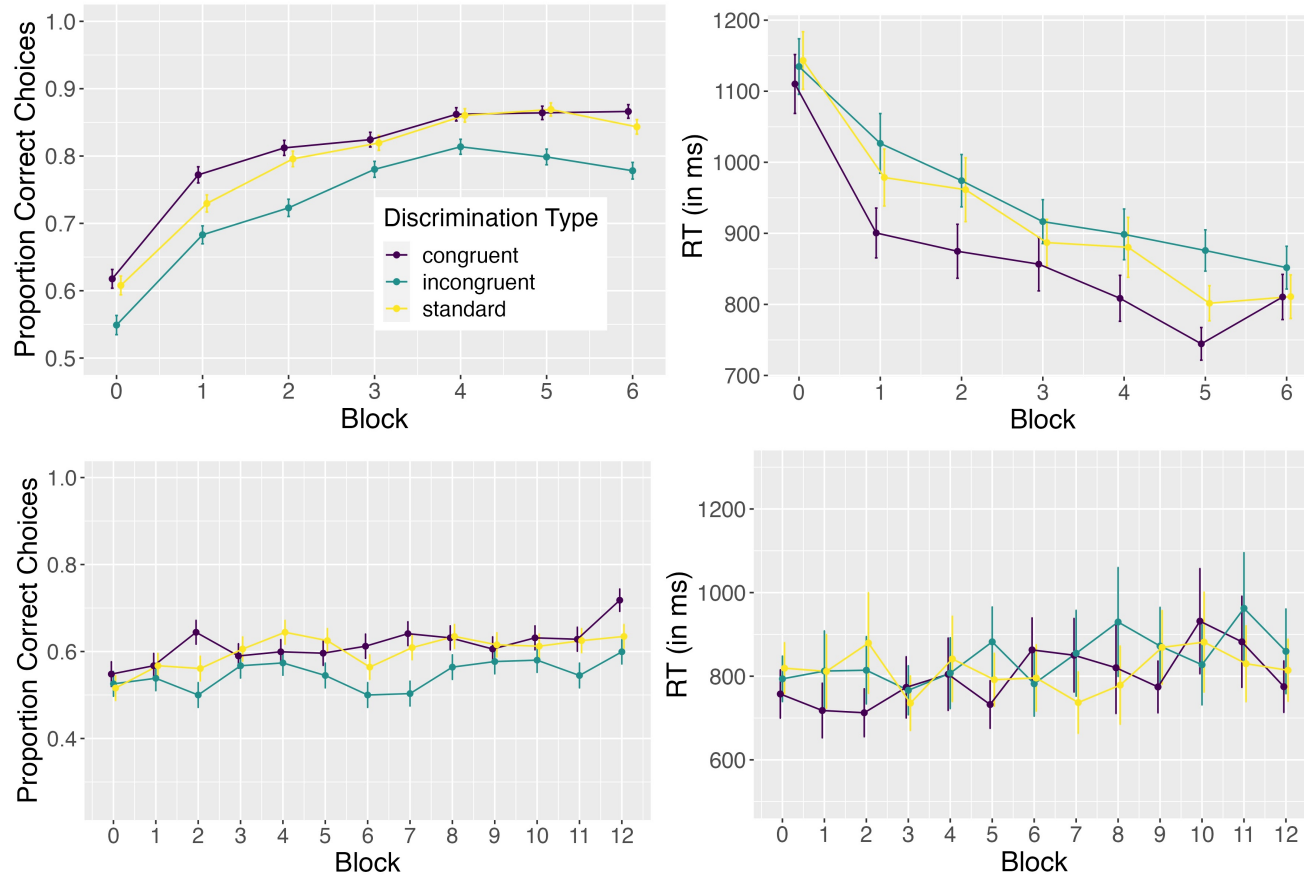 Proportion Correct Choices
1.0
0.9
0.8
0.7
0.6
0.5
0 1 2 3 4 5 6
Block
Discrimination Type
congruent
incongruent
standard
RT (in ms)
1200
1100
1000
900
800
700
0 1 2 3 4 5 6
Block
Proportion Correct Choices
1.0
0.8
0.6
0.4
0 1 2 3 4 5 6 7 8 9 10 11 12
Block
RT (in ms)
1200
1000
800
600
0 1 2 3 4 5 6 7 8 9 10 11 12
Block